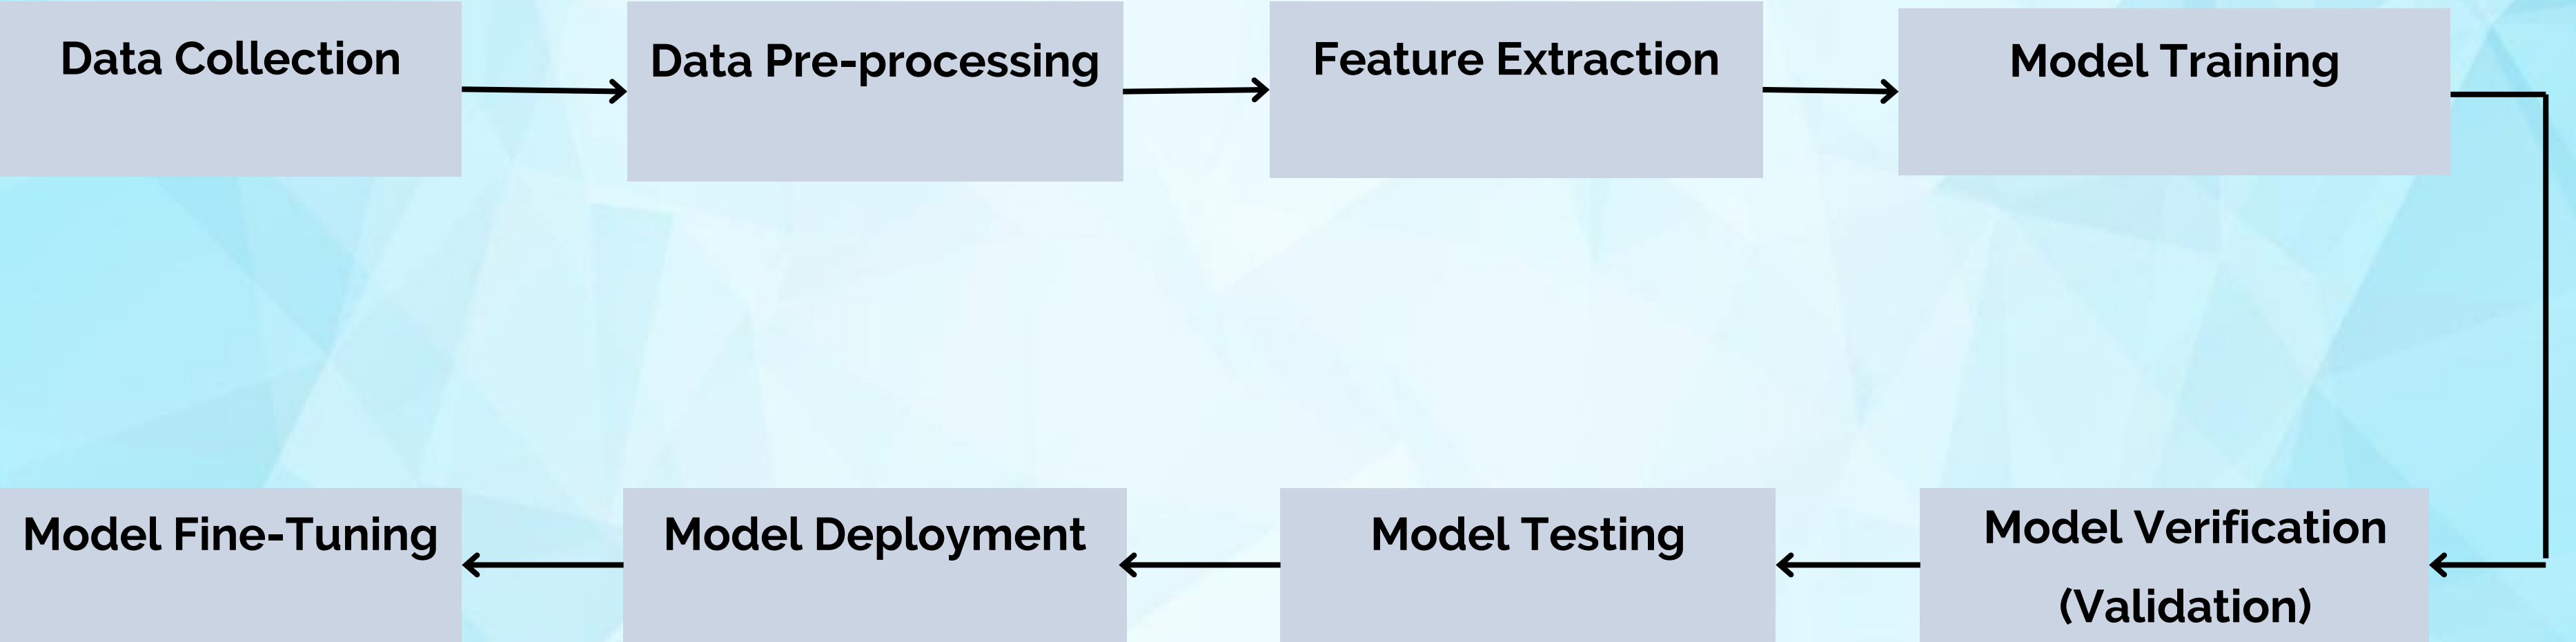 Data Collection
Data Pre-processing
Feature Extraction
Model Training
Model Verification
(Validation)
Model Testing
Model Deployment
Model Fine-Tuning